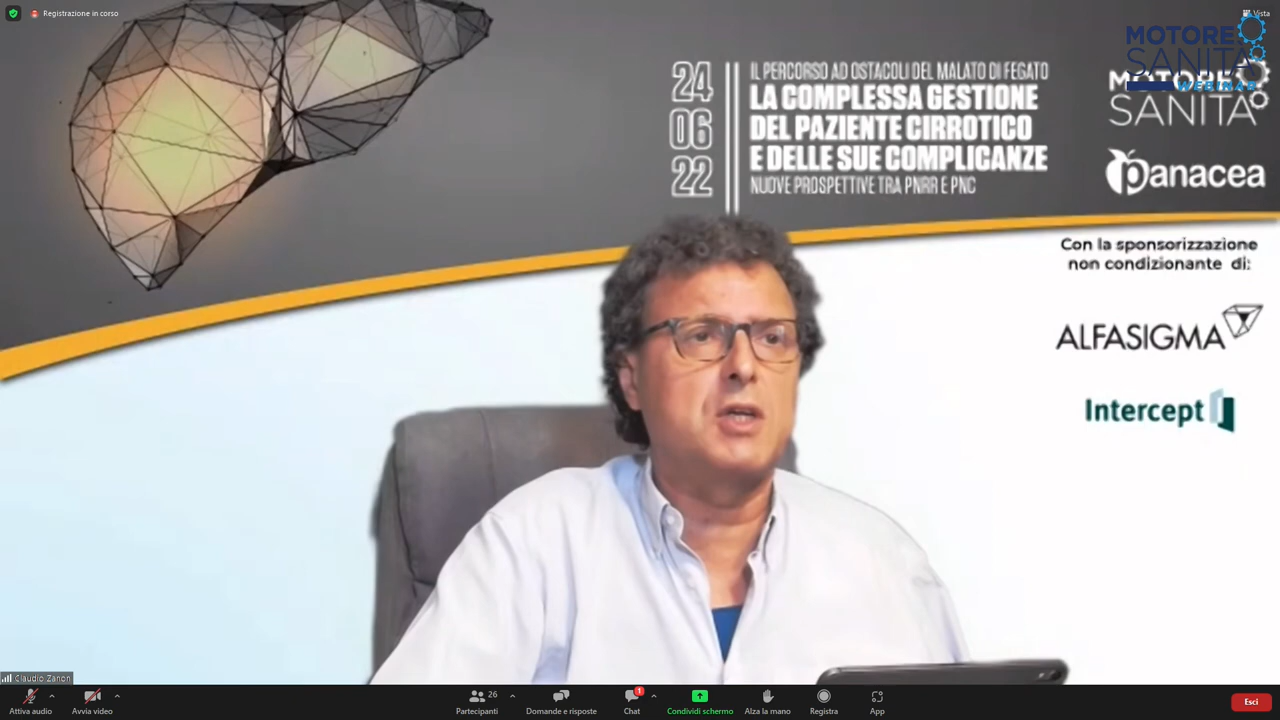 Registrazione in corso
Vista
MOTORE
SANITÀ
WEBINAR
24
06
22
IL PERCORSO AD OSTACOLI DEL MALATO DI FEGATO
LA COMPLESSA GESTIONE
DEL PAZIENTE CIRROTICO
E DELLE SUE COMPLICANZE
NUOVE PROSPETTIVE TRA PNRR E PNC
MOTORE
SANITÀ
Panacea
Con la sponsorizzazione
non condizionante di:
ALFASIGMA
Intercept
Claudio Zanon
Attiva audio
Avvia video
26
Partecipanti
Domande e risposte
1
Chat
Condividi schermo
Alza la mano
Registra
App
Esci